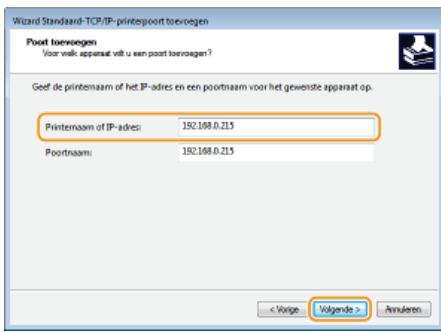 Wizard Standaard-TCP/IP-printerpoort toevoegen
Poort toevoegen
Voor welk apparaat wilt u een poort toevoegen?
Geef de printernaam of het IP-adres en een poortnaam voor het gewenste apparaat op.
Printernaam of IP-adres: 192.168.0.215
Poortnaam: 192.168.0.215
< Vorige Volgende > Annuleren